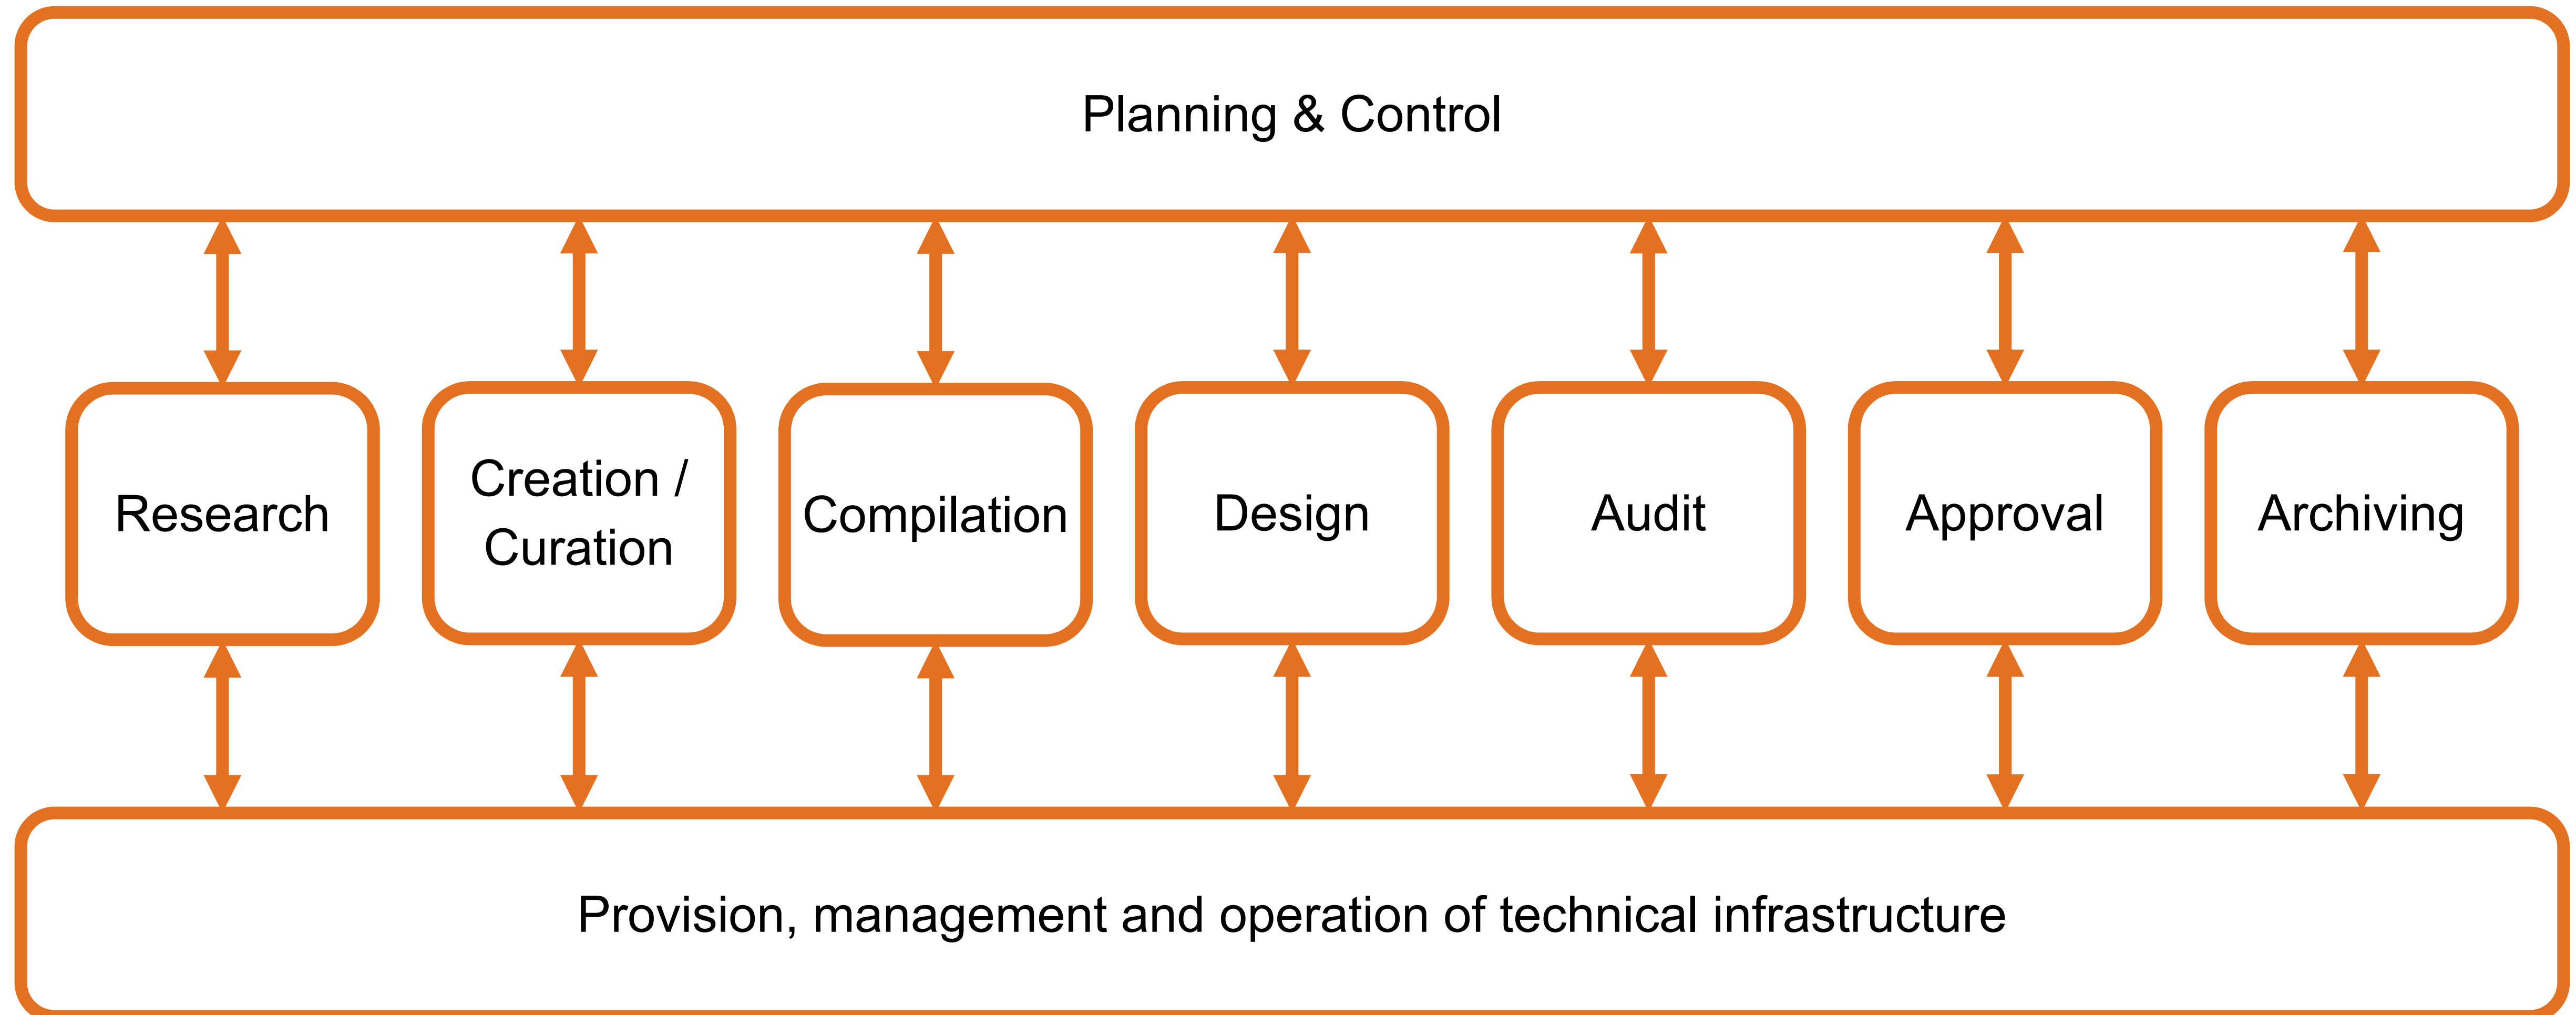 Planning & Control
Research
Creation /
Curation
Compilation
Design
Audit
Approval
Archiving
Provision, management and operation of technical infrastructure